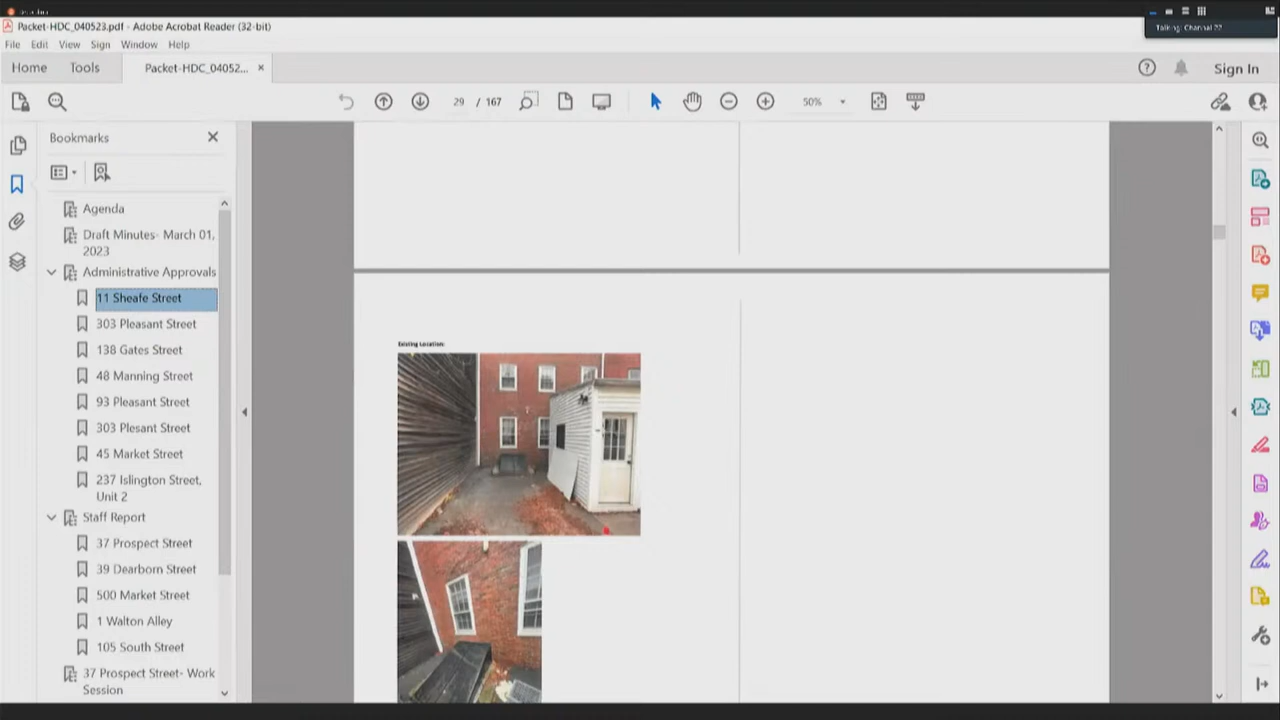 Packet-HDC_040523.pdf - Adobe Acrobat Reader (32-bit)
Talking: Channel 22
File Edit View Sign Window Help
Home Tools Packet-HDC_04052... ×
Sign In
29 / 167
50%
Bookmarks
Agenda
Draft Minutes- March 01,
2023
Administrative Approvals
11 Sheafe Street
303 Pleasant Street
138 Gates Street
48 Manning Street
93 Pleasant Street
303 Plesant Street
45 Market Street
237 Islington Street,
Unit 2
Staff Report
37 Prospect Street
39 Dearborn Street
500 Market Street
1 Walton Alley
105 South Street
37 Prospect Street- Work
Session
Existing Location: